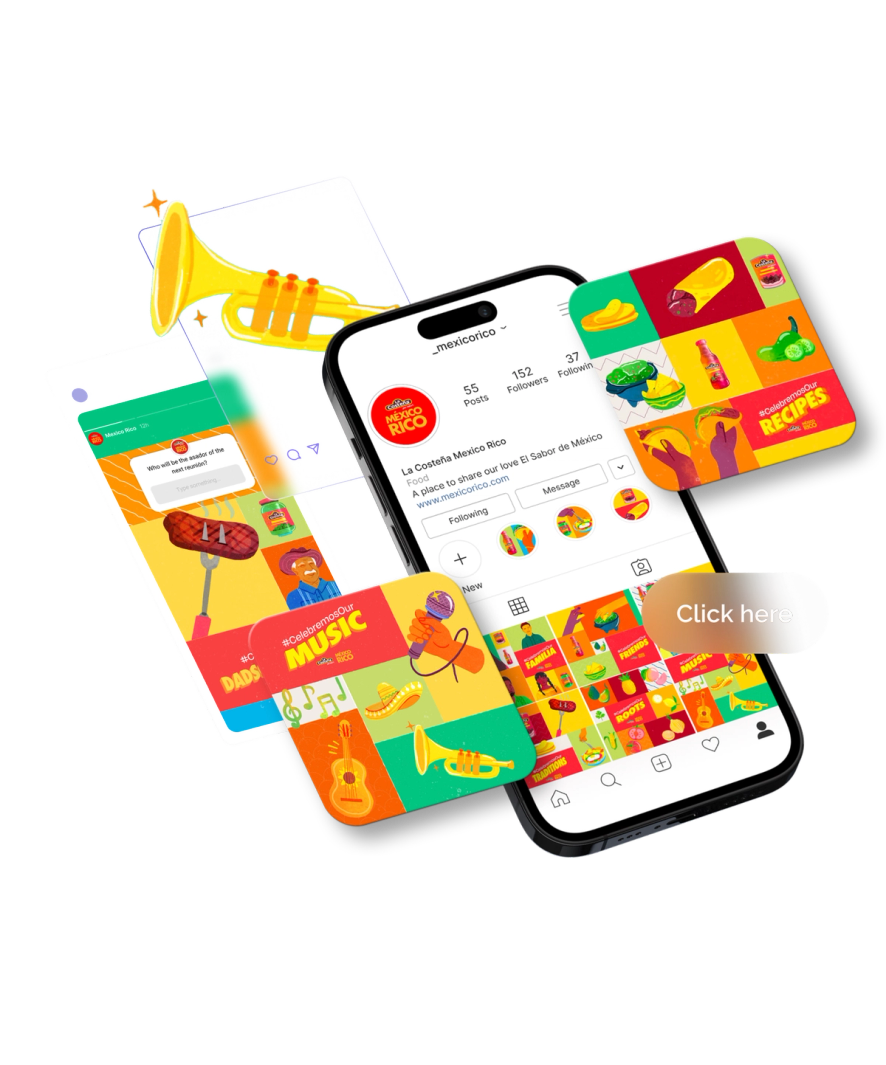 _mexicorico
55
Posts
152
Followers
37
Followin
Costeña
MÉXICO
RICO
La Costeña Mexico Rico
Food
A place to share our love El Sabor de México
www.mexicorico.com
Following
Message
New
#CelebremosOur
RECIPES
MÉXICO
RICO
Mexico Rico 12h
Who will be the asador of the
next reunión?
Type something...
#C
DADS
#CelebremosOur
MUSIC
MÉXICO
RICO
Click here
FAMILIA
FRIENDS
MUSIC
ROOTS
TRADITIONS